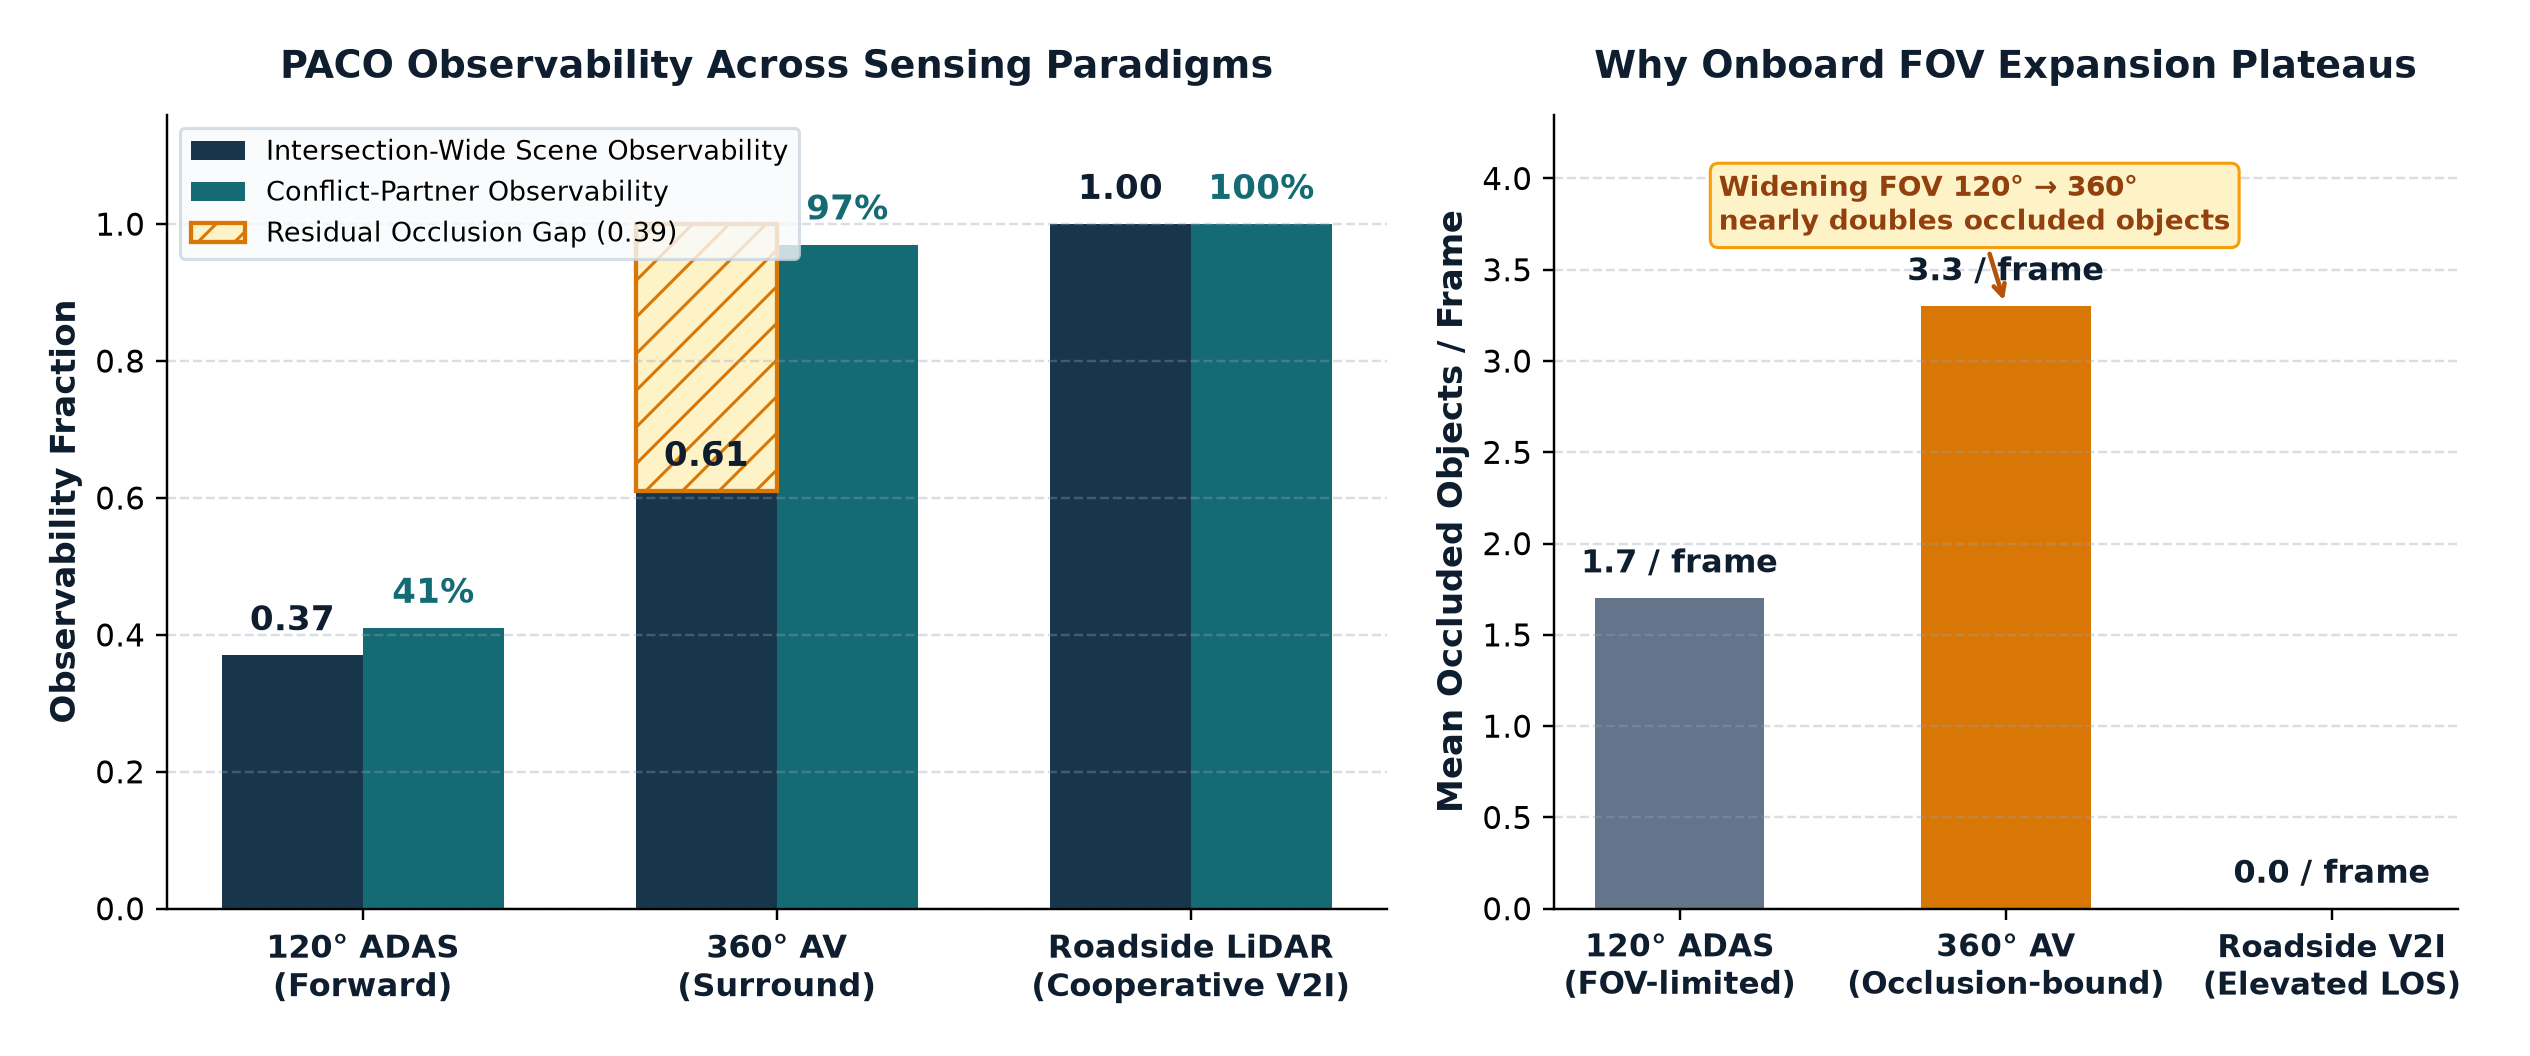 PACO Observability Across Sensing Paradigms
Intersection-Wide Scene Observability
Conflict-Partner Observability
Residual Occlusion Gap (0.39)
Observability Fraction
1.0
0.8
0.6
0.4
0.2
0.0
0.37
41%
0.61
97%
1.00
100%
120° ADAS
(Forward)
360° AV
(Surround)
Roadside LiDAR
(Cooperative V2I)
Why Onboard FOV Expansion Plateaus
Widening FOV 120° → 360°
nearly doubles occluded objects
Mean Occluded Objects / Frame
4.0
3.5
3.0
2.5
2.0
1.5
1.0
0.5
0.0
1.7 / frame
3.3 / frame
0.0 / frame
120° ADAS
(FOV-limited)
360° AV
(Occlusion-bound)
Roadside V2I
(Elevated LOS)